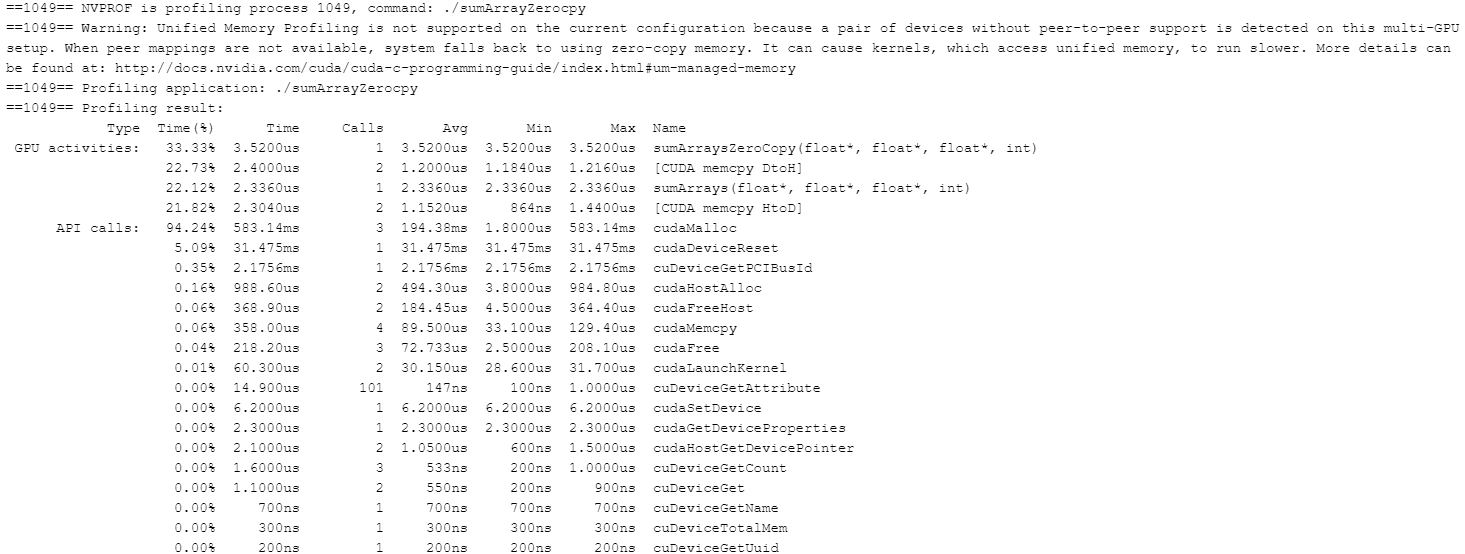 ==1049== NVPROF is profiling process 1049, command: ./sumArrayZerocpy
==1049== Warning: Unified Memory Profiling is not supported on the current configuration because a pair of devices without peer-to-peer support is detected on this multi-GPU
setup. When peer mappings are not available, system falls back to using zero-copy memory. It can cause kernels, which access unified memory, to run slower. More details can
be found at: http://docs.nvidia.com/cuda/cuda-c-programming-guide/index.html#um-managed-memory
==1049== Profiling application: ./sumArrayZerocpy
==1049== Profiling result:
Type Time(%) Time Calls Avg Min Max Name
GPU activities: 33.33% 3.5200us 1 3.5200us 3.5200us 3.5200us sumArraysZeroCopy(float*, float*, float*, int)
22.73% 2.4000us 2 1.2000us 1.1840us 1.2160us [CUDA memcpy DtoH]
22.12% 2.3360us 1 2.3360us 2.3360us 2.3360us sumArrays(float*, float*, float*, int)
21.82% 2.3040us 2 1.1520us 864ns 1.4400us [CUDA memcpy HtoD]
API calls: 94.24% 583.14ms 3 194.38ms 1.8000us 583.14ms cudaMalloc
5.09% 31.475ms 1 31.475ms 31.475ms 31.475ms cudaDeviceReset
0.35% 2.1756ms 1 2.1756ms 2.1756ms 2.1756ms cuDeviceGetPCIBusId
0.16% 988.60us 2 494.30us 3.8000us 984.80us cudaHostAlloc
0.06% 368.90us 2 184.45us 4.5000us 364.40us cudaFreeHost
0.06% 358.00us 4 89.500us 33.100us 129.40us cudaMemcpy
0.04% 218.20us 3 72.733us 2.5000us 208.10us cudaFree
0.01% 60.300us 2 30.150us 28.600us 31.700us cudaLaunchKernel
0.00% 14.900us 101 147ns 100ns 1.0000us cuDeviceGetAttribute
0.00% 6.2000us 1 6.2000us 6.2000us 6.2000us cudaSetDevice
0.00% 2.3000us 1 2.3000us 2.3000us 2.3000us cudaGetDeviceProperties
0.00% 2.1000us 2 1.0500us 600ns 1.5000us cudaHostGetDevicePointer
0.00% 1.6000us 3 533ns 200ns 1.0000us cuDeviceGetCount
0.00% 1.1000us 2 550ns 200ns 900ns cuDeviceGet
0.00% 700ns 1 700ns 700ns 700ns cuDeviceGetName
0.00% 300ns 1 300ns 300ns 300ns cuDeviceTotalMem
0.00% 200ns 1 200ns 200ns 200ns cuDeviceGetUuid